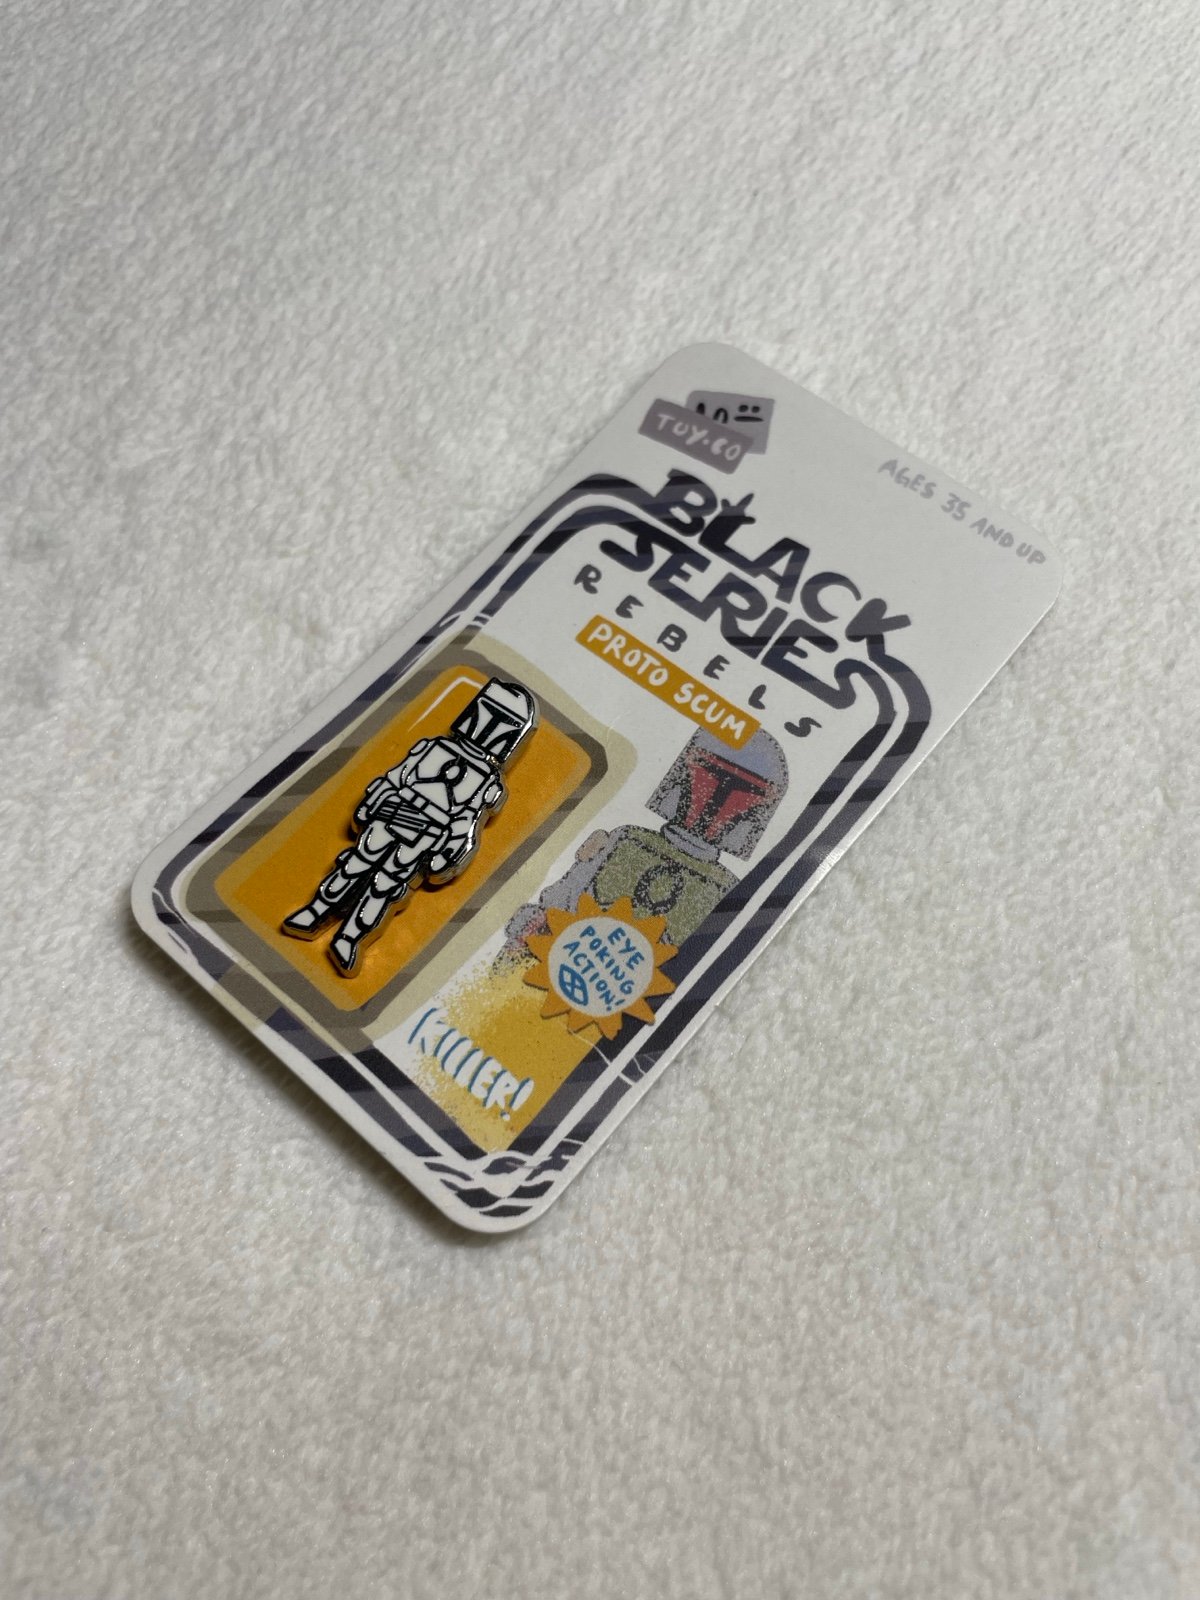 TOY·CO
AGES 35 AND UP
BLACK
SERIES
REBELS
PROTO SCUM
EYE
POKING
ACTION!
KILLER!